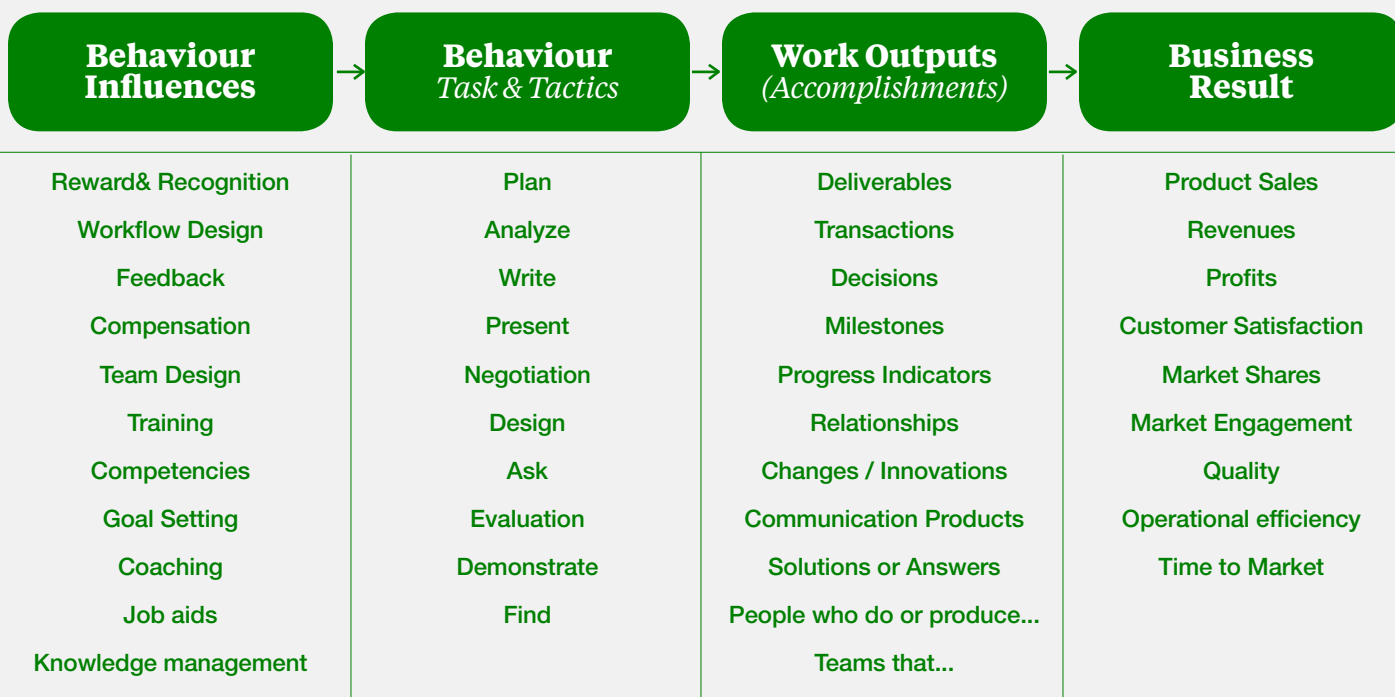 Behaviour
Influences
Behaviour
Task & Tactics
Work Outputs
(Accomplishments)
Business
Result
Reward& Recognition
Workflow Design
Feedback
Compensation
Team Design
Training
Competencies
Goal Setting
Coaching
Job aids
Knowledge management
Plan
Analyze
Write
Present
Negotiation
Design
Ask
Evaluation
Demonstrate
Find
Deliverables
Transactions
Decisions
Milestones
Progress Indicators
Relationships
Changes / Innovations
Communication Products
Solutions or Answers
People who do or produce...
Teams that...
Product Sales
Revenues
Profits
Customer Satisfaction
Market Shares
Market Engagement
Quality
Operational efficiency
Time to Market